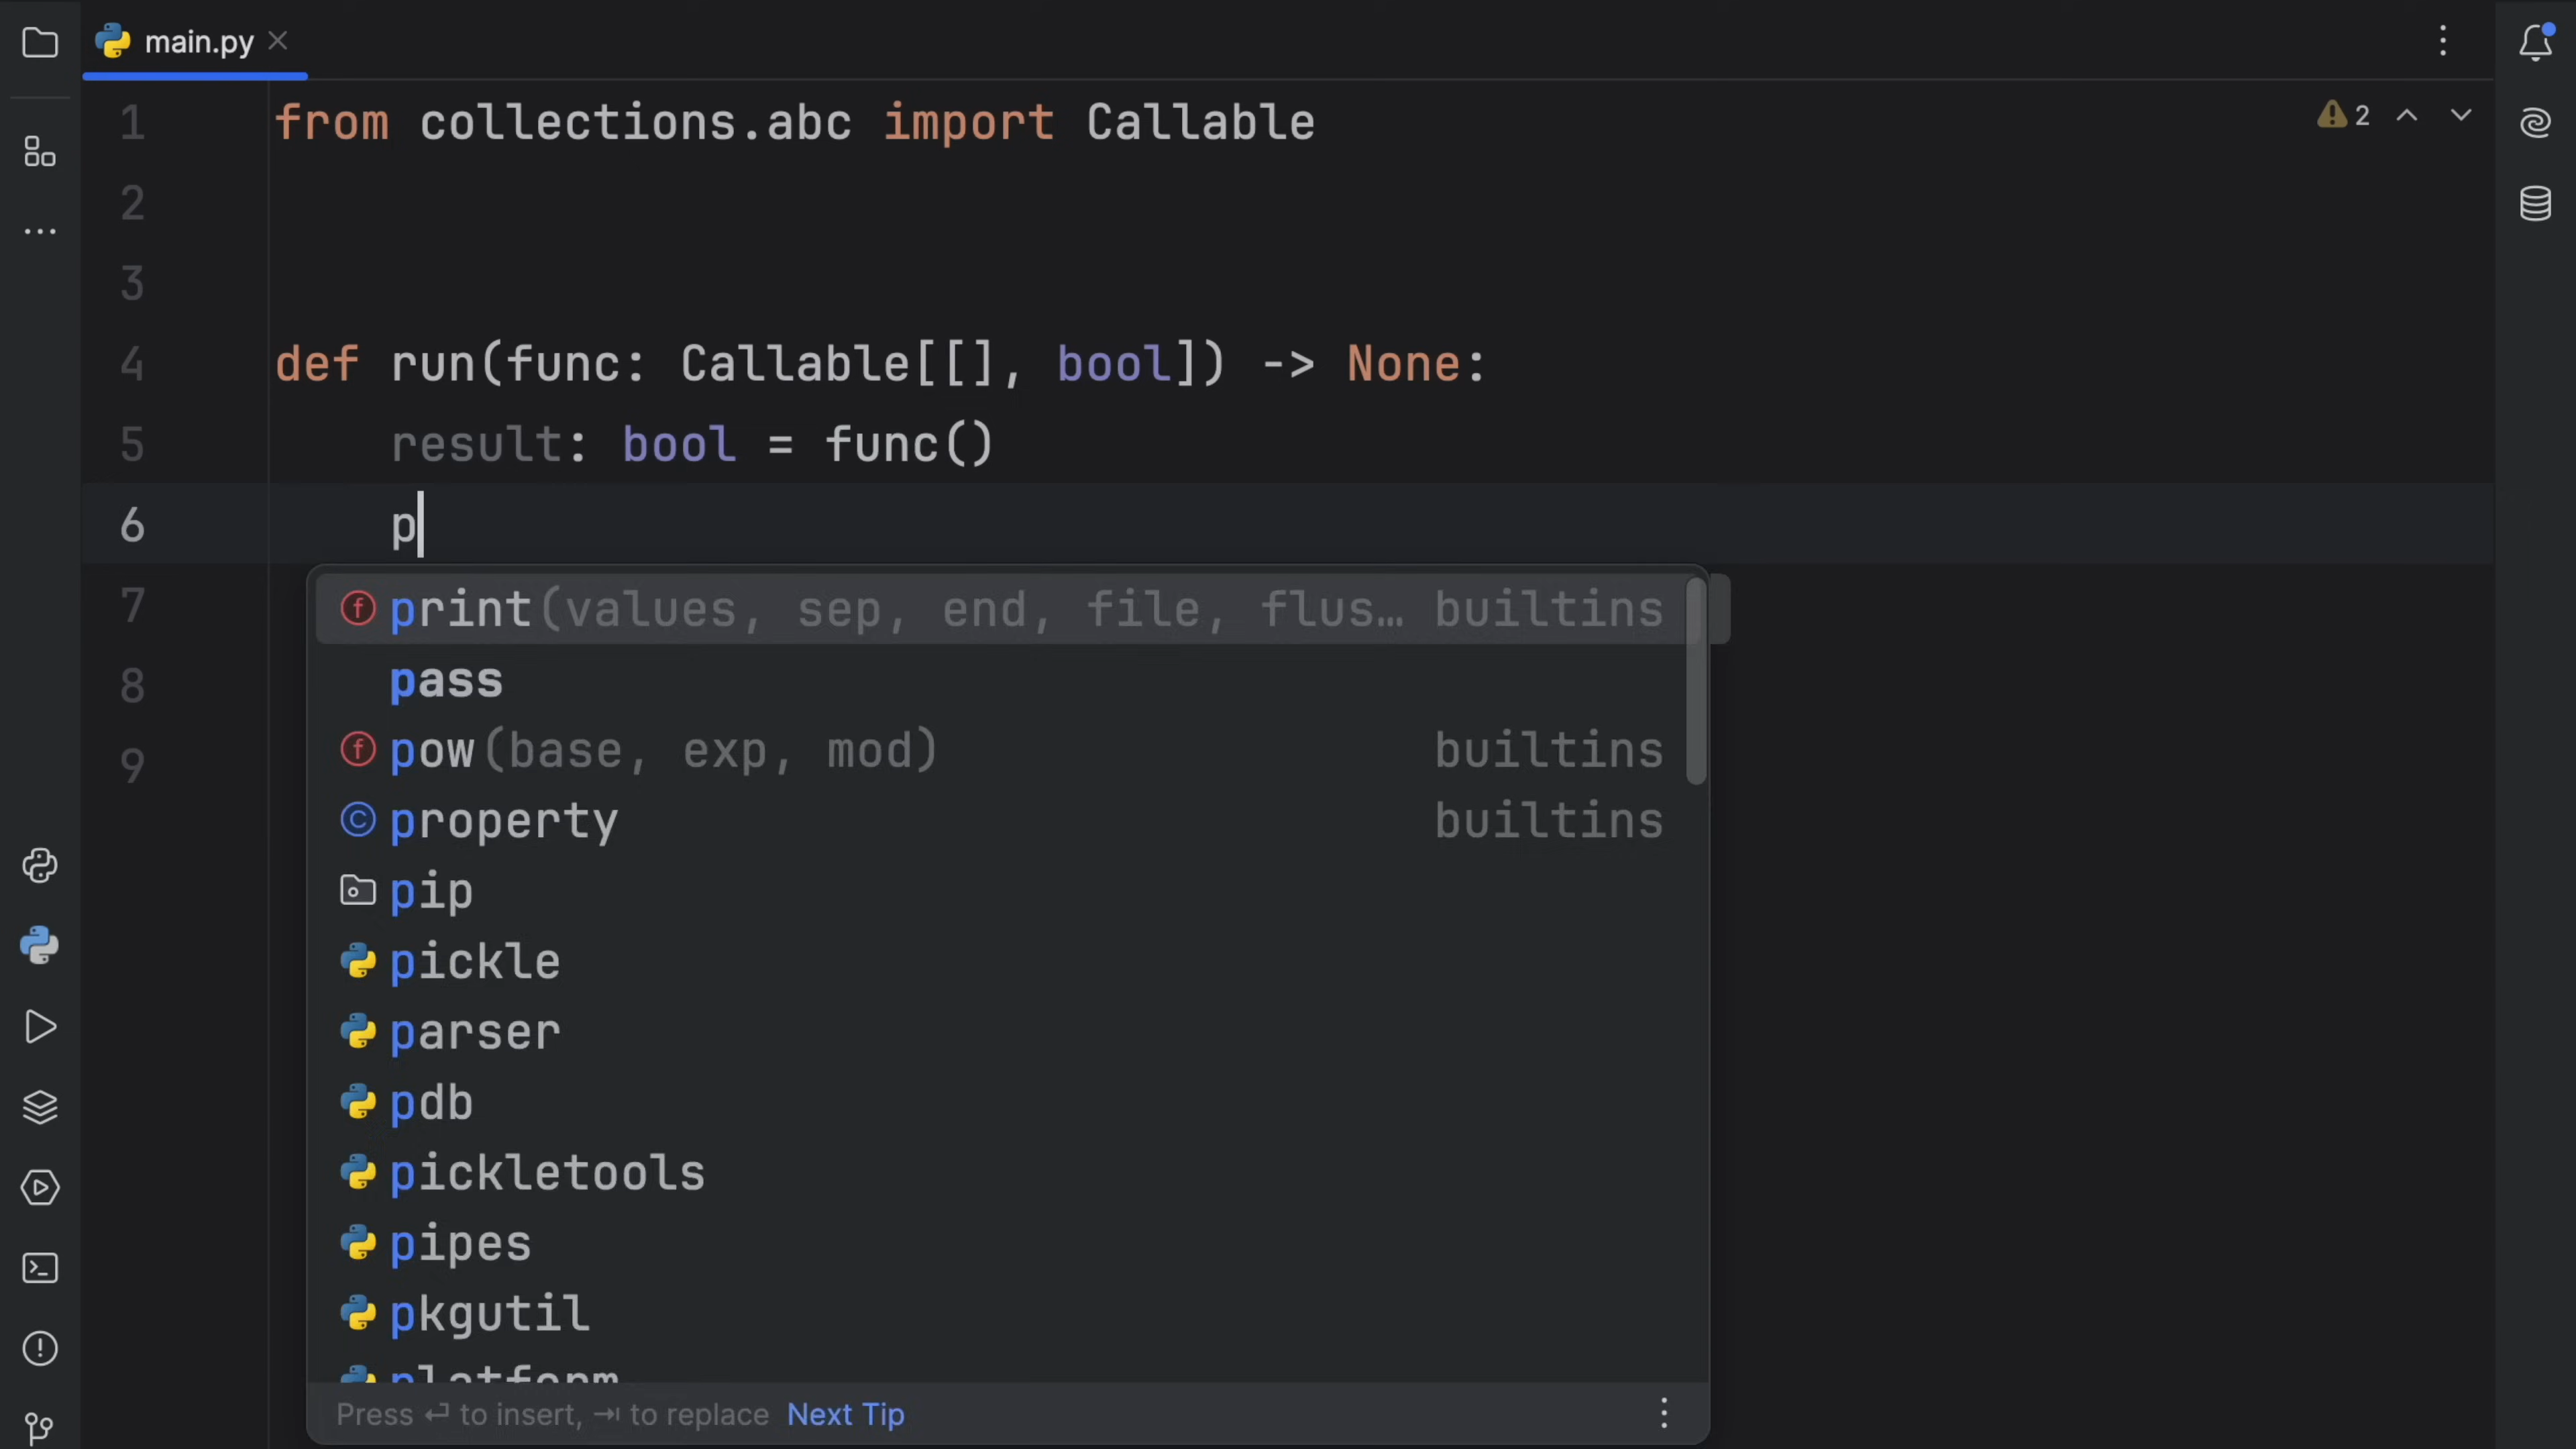 main.py
2
1 from collections.abc import Callable
2
3
4 def run(func: Callable[[], bool]) -> None:
5 result: bool = func()
6 p
7
8
9
print(values, sep, end, file, flus… builtins
pass
pow(base, exp, mod) builtins
property builtins
pip
pickle
parser
pdb
pickletools
pipes
pkgutil
platform
Press ↩ to insert, ⇥ to replace Next Tip